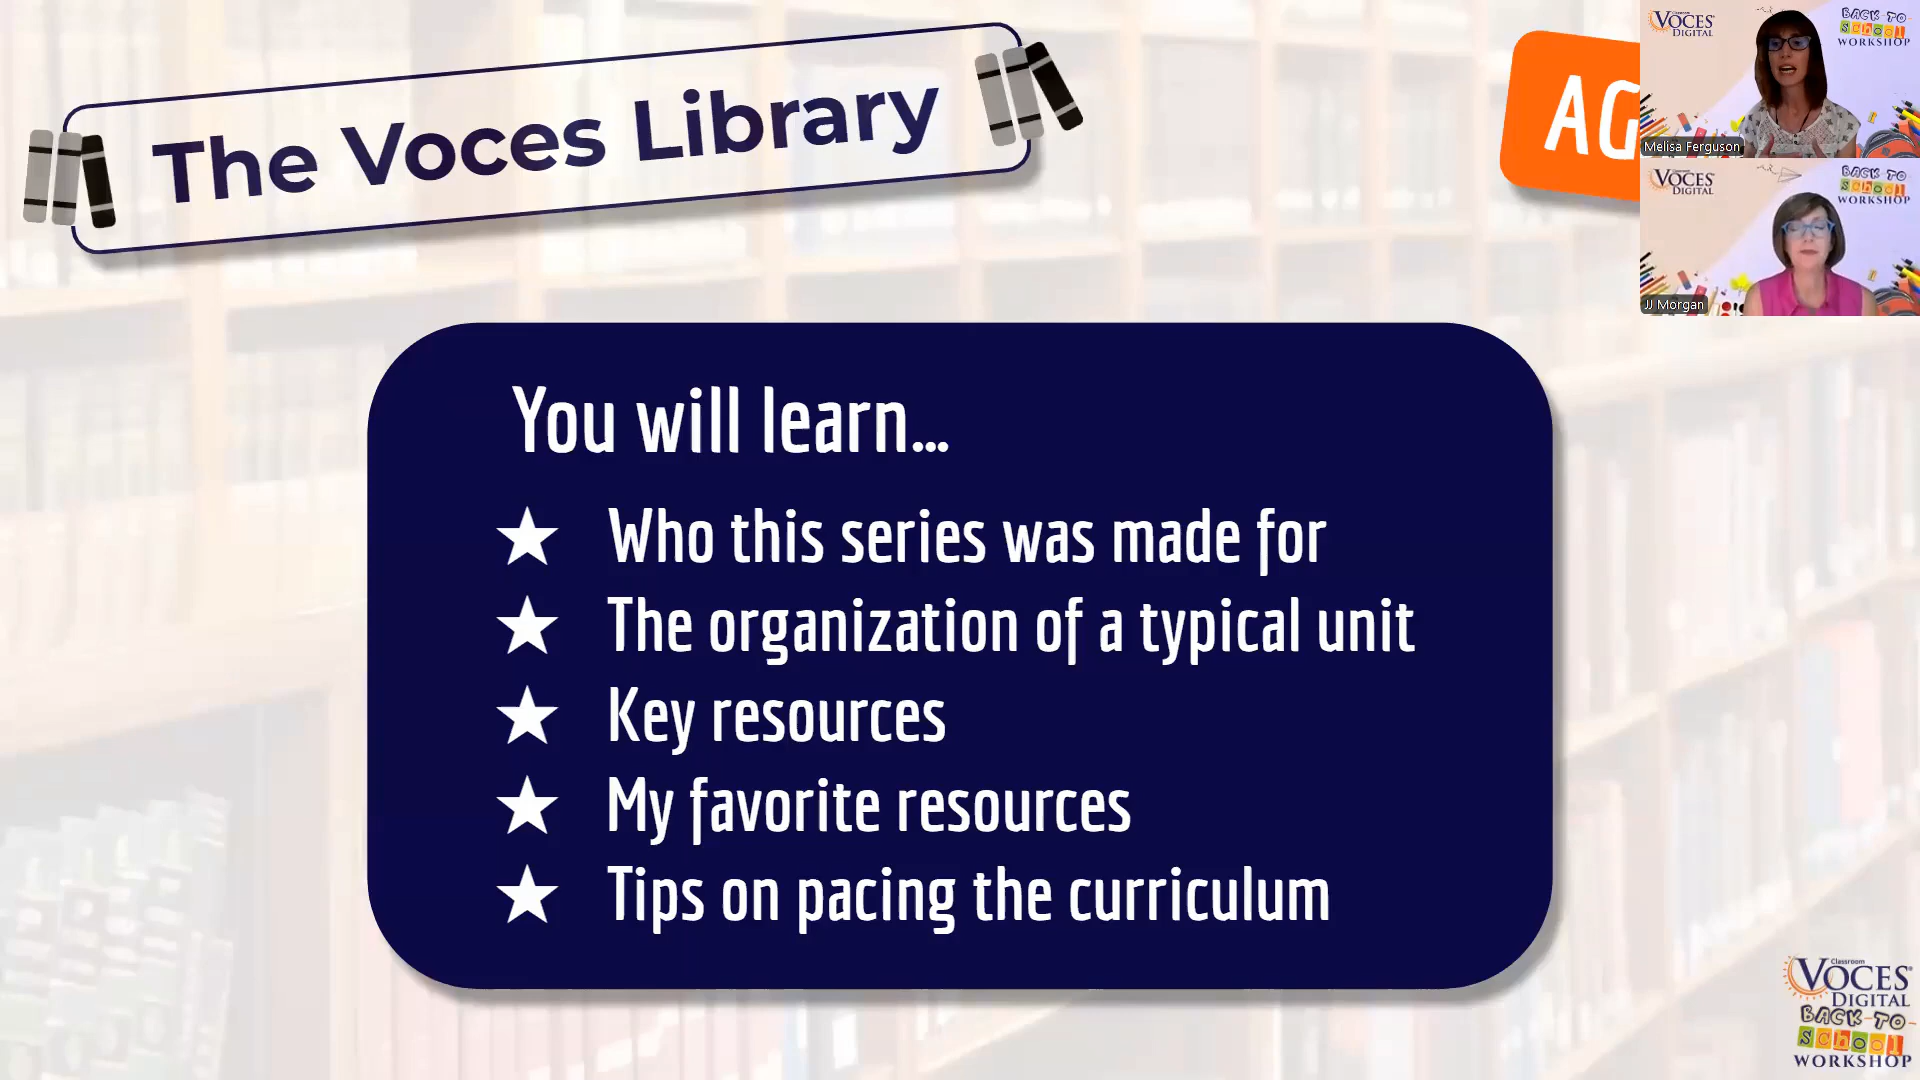 The Voces Library
AG
Classroom
VOCES
DIGITAL
BACK TO
SCHOOL
WORKSHOP
Melisa Ferguson
VOCES
DIGITAL
BACK TO
SCHOOL
WORKSHOP
JJ Morgan
You will learn...
Who this series was made for
The organization of a typical unit
Key resources
My favorite resources
Tips on pacing the curriculum
Classroom
VOCES
DIGITAL
BACK-TO-
SCHOOL
WORKSHOP